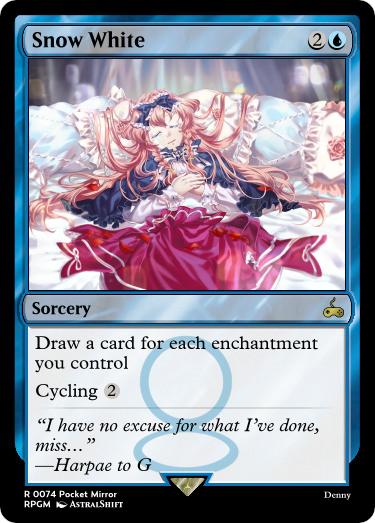 Snow White
2
Sorcery
Draw a card for each enchantment
you control
Cycling 2
“I have no excuse for what I’ve done,
miss…”
—Harpae to G
R 0074 Pocket Mirror
RPGM AstralShift
Denny